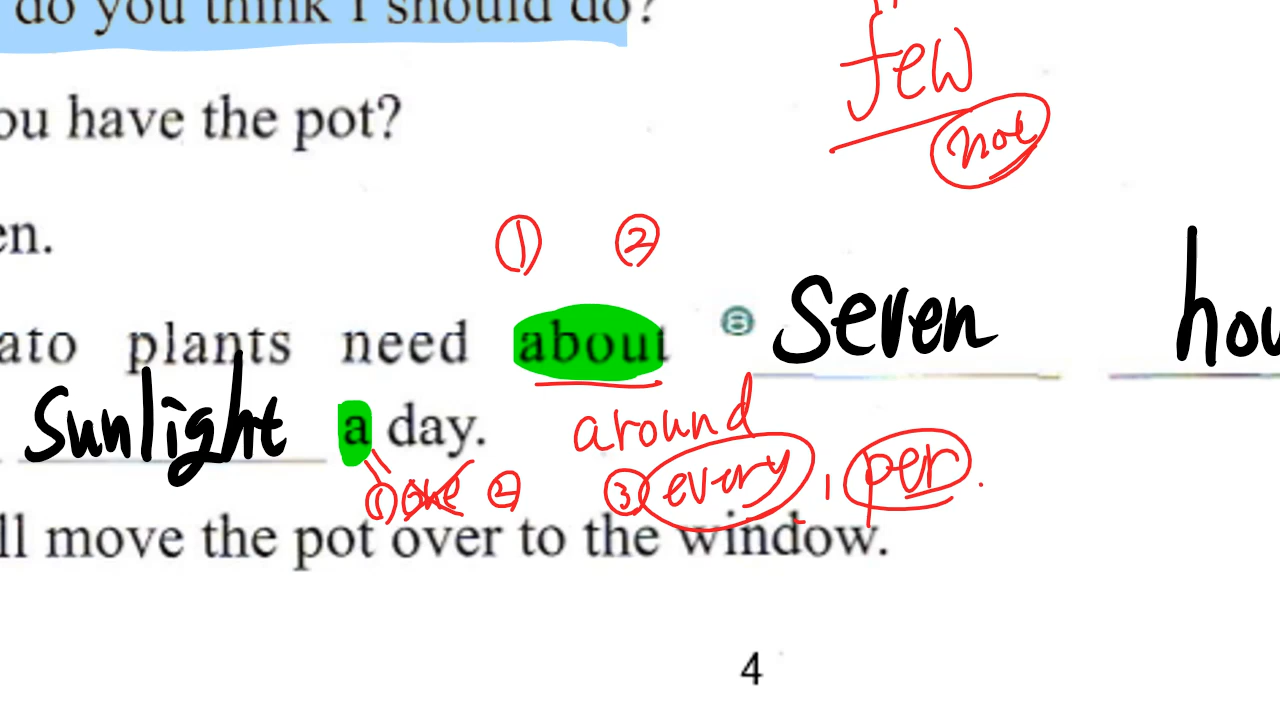 do you think I should do?
few
ou have the pot?
not
en.
① ②
ato plants need about ⑧ seven hou
sunlight a day. around
① one ② ③ every, per.
ll move the pot over to the window.
4